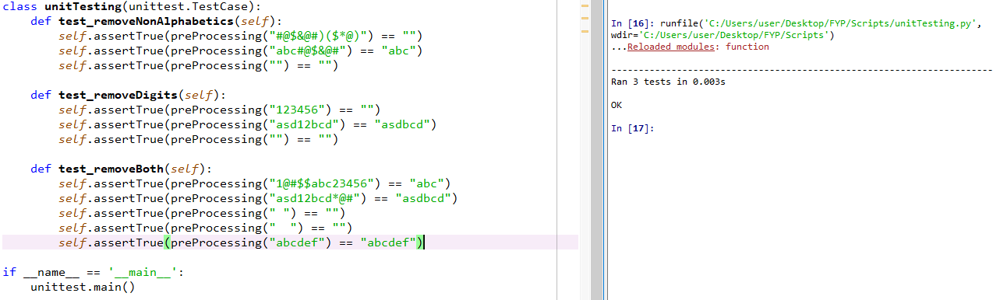 class unitTesting(unittest.TestCase):
    def test_removeNonAlphabetics(self):
        self.assertTrue(preProcessing("#@$&@#)($*@)") == "")
        self.assertTrue(preProcessing("abc#@$&@#") == "abc")
        self.assertTrue(preProcessing("") == "")
    def test_removeDigits(self):
        self.assertTrue(preProcessing("123456") == "")
        self.assertTrue(preProcessing("asd12bcd") == "asdbcd")
        self.assertTrue(preProcessing("") == "")
    def test_removeBoth(self):
        self.assertTrue(preProcessing("1@#$$abc23456") == "abc")
        self.assertTrue(preProcessing("asd12bcd*@#") == "asdbcd")
        self.assertTrue(preProcessing(" ") == "")
        self.assertTrue(preProcessing("  ") == "")
        self.assertTrue(preProcessing("abcdef") == "abcdef")
if __name__ == '__main__':
    unittest.main()
In [16]: runfile('C:/Users/user/Desktop/FYP/Scripts/unitTesting.py',
wdir='C:/Users/user/Desktop/FYP/Scripts')
...Reloaded modules: function
----------------------------------------------------------------------
Ran 3 tests in 0.003s
OK
In [17]: